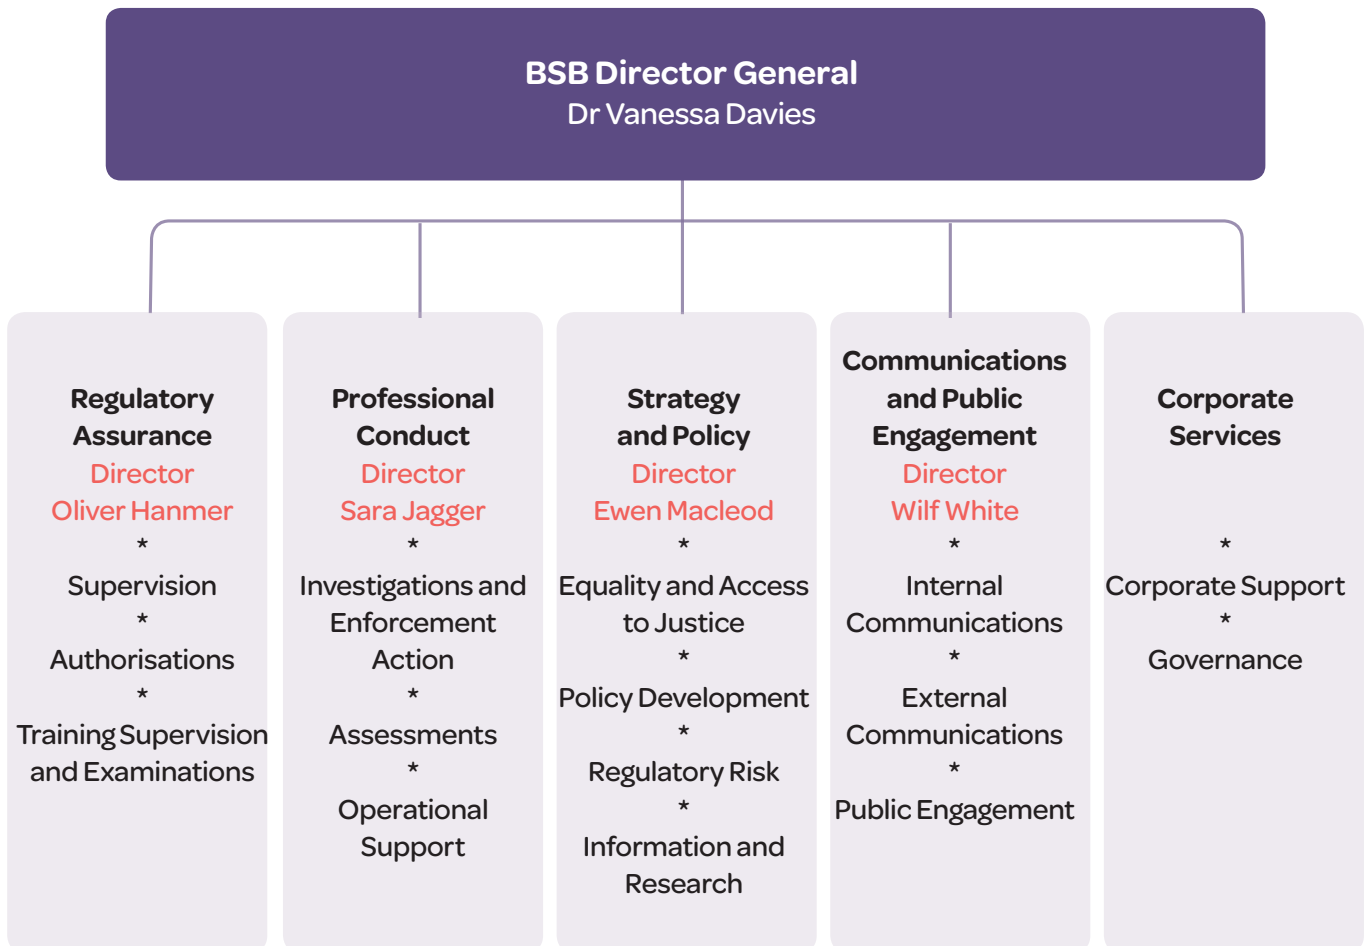 BSB Director General
Dr Vanessa Davies
Regulatory
Assurance
Director
Oliver Hanmer
*
Supervision
*
Authorisations
*
Training Supervision
and Examinations
Professional
Conduct
Director
Sara Jagger
*
Investigations and
Enforcement
Action
*
Assessments
*
Operational
Support
Strategy
and Policy
Director
Ewen Macleod
*
Equality and Access
to Justice
*
Policy Development
*
Regulatory Risk
*
Information and
Research
Communications
and Public
Engagement
Director
Wilf White
*
Internal
Communications
*
External
Communications
*
Public Engagement
Corporate
Services
*
Corporate Support
*
Governance